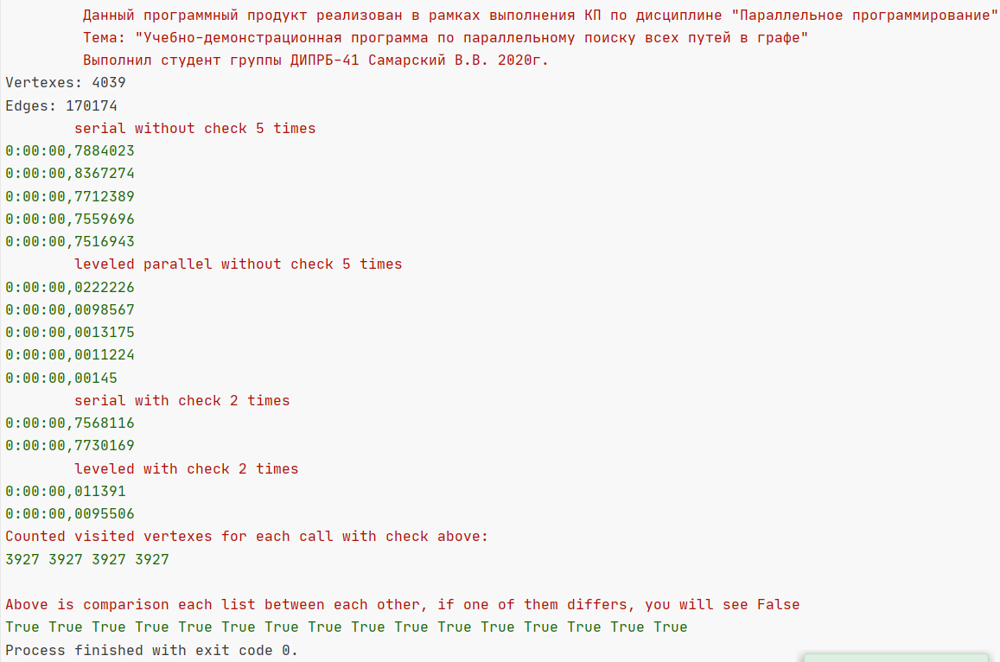 Данный программный продукт реализован в рамках выполнения КП по дисциплине "Параллельное программирование"
Тема: "Учебно-демонстрационная программа по параллельному поиску всех путей в графе"
Выполнил студент группы ДИПРБ-41 Самарский В.В. 2020г.
Vertexes: 4039
Edges: 170174
serial without check 5 times
0:00:00,7884023
0:00:00,8367274
0:00:00,7712389
0:00:00,7559696
0:00:00,7516943
leveled parallel without check 5 times
0:00:00,0222226
0:00:00,0098567
0:00:00,0013175
0:00:00,0011224
0:00:00,00145
serial with check 2 times
0:00:00,7568116
0:00:00,7730169
leveled with check 2 times
0:00:00,011391
0:00:00,0095506
Counted visited vertexes for each call with check above:
3927 3927 3927 3927
Above is comparison each list between each other, if one of them differs, you will see False
True True True True True True True True True True True True True True True True
Process finished with exit code 0.